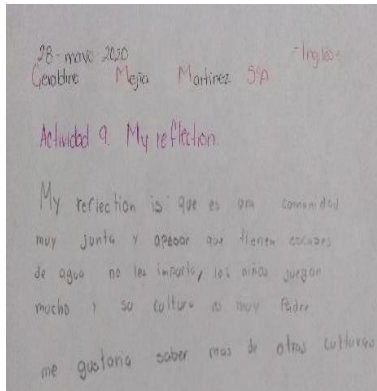 28-mayo-2020
-Inglés-
Geraldine Mejia Martinez 5ºA
Actividad 9. My reflection.
My reflection is: que es una comunidad
muy junta y apesar que tienen escases
de agua no les importa, los niños juegan
mucho y su cultura es muy Padre
me gustaria saber mas de otras culturas